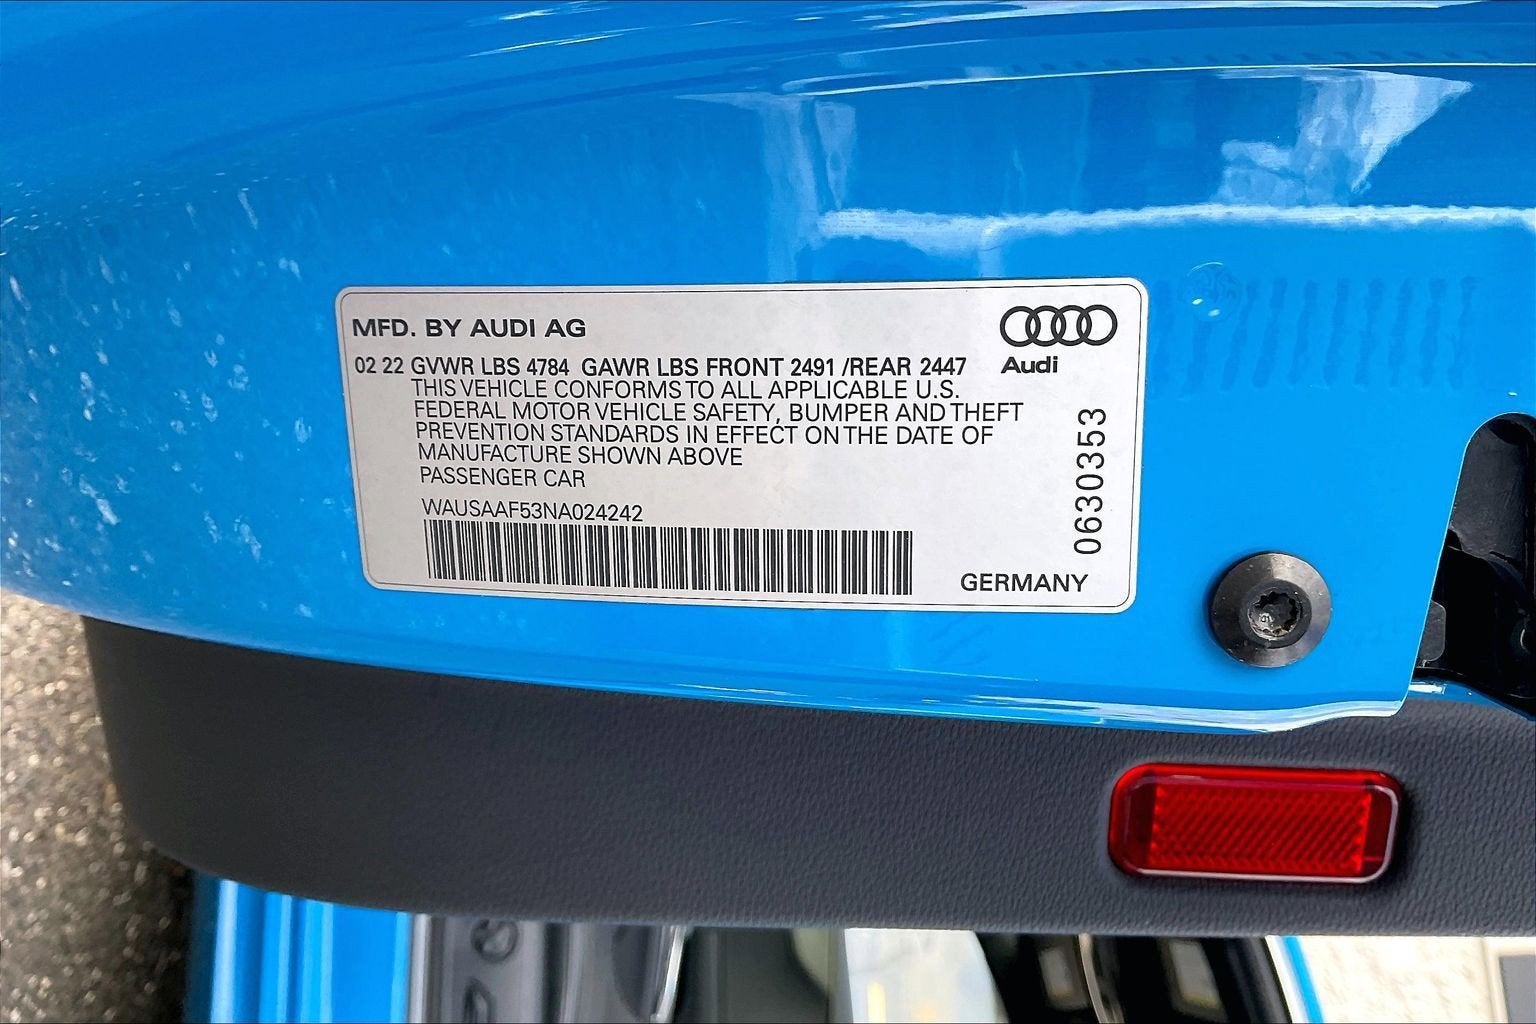 MFD. BY AUDI AG
Audi
02 22 GVWR LBS 4784 GAWR LBS FRONT 2491 /REAR 2447
THIS VEHICLE CONFORMS TO ALL APPLICABLE U.S.
FEDERAL MOTOR VEHICLE SAFETY, BUMPER AND THEFT
PREVENTION STANDARDS IN EFFECT ON THE DATE OF
MANUFACTURE SHOWN ABOVE
PASSENGER CAR
WAUSAAF53NA024242
0630353
GERMANY